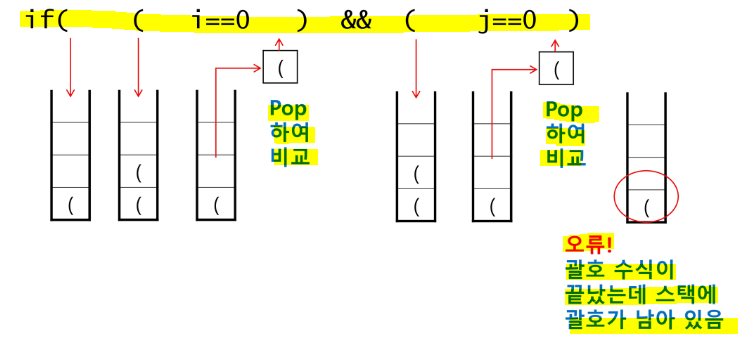 if( ( i==0 ) && ( j==0 )
( (
Pop Pop
하여 하여
비교 비교
( (
( ( ( ( ( (
오류!
괄호 수식이
끝났는데 스택에
괄호가 남아 있음